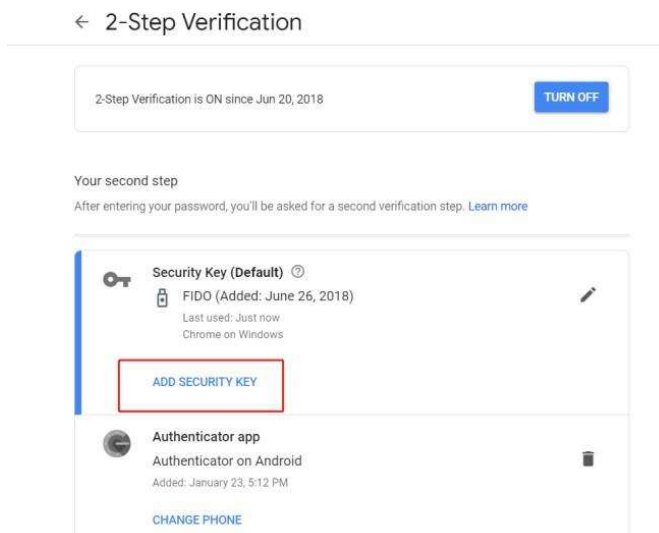 2-Step Verification
2-Step Verification is ON since Jun 20, 2018
TURN OFF
Your second step
After entering your password, you'll be asked for a second verification step. Learn more
Security Key (Default)
FIDO (Added: June 26, 2018)
Last used: Just now
Chrome on Windows
ADD SECURITY KEY
Authenticator app
Authenticator on Android
Added: January 23, 5:12 PM
CHANGE PHONE